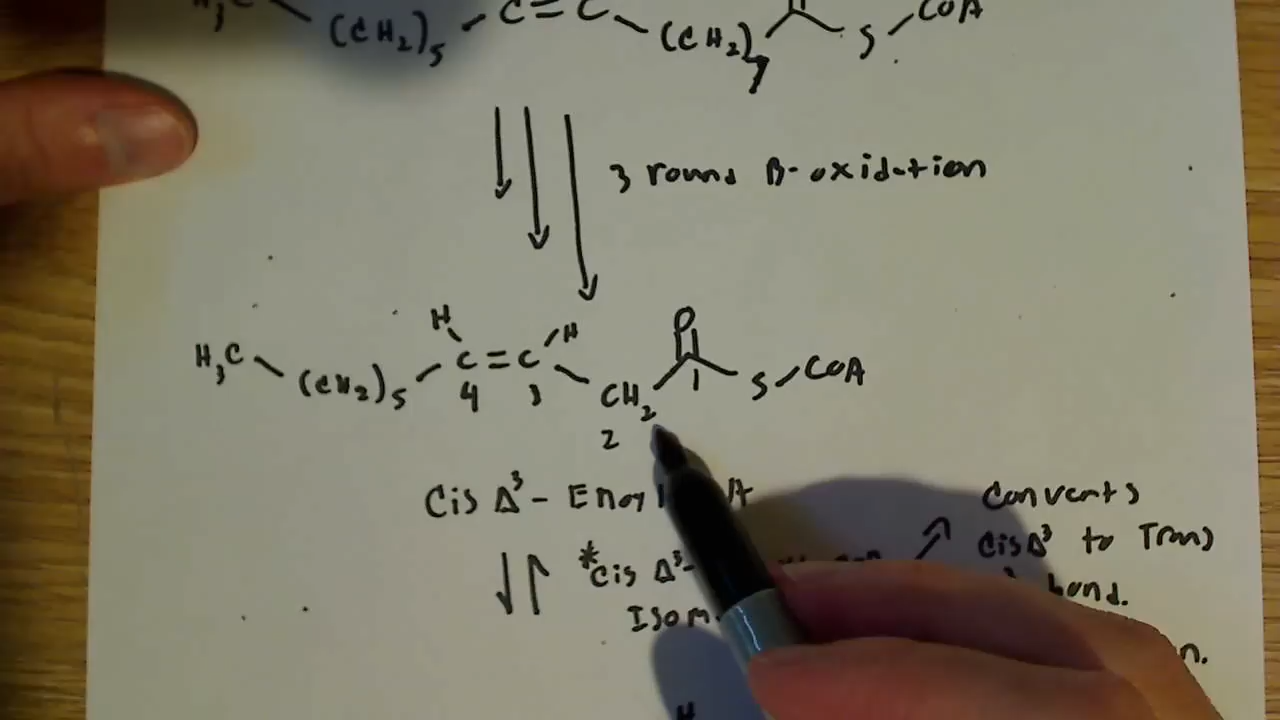 H3C (CH2)5 C=C (CH2)7 S CoA
3 round B-oxidation
H H O
H3C (CH2)5 C=C CH2 S CoA
4 3 2 1
Cis Δ³- Enoyl
Converts
*Cis Δ³-
Cis Δ³ to Trans
bond.
Isom
H